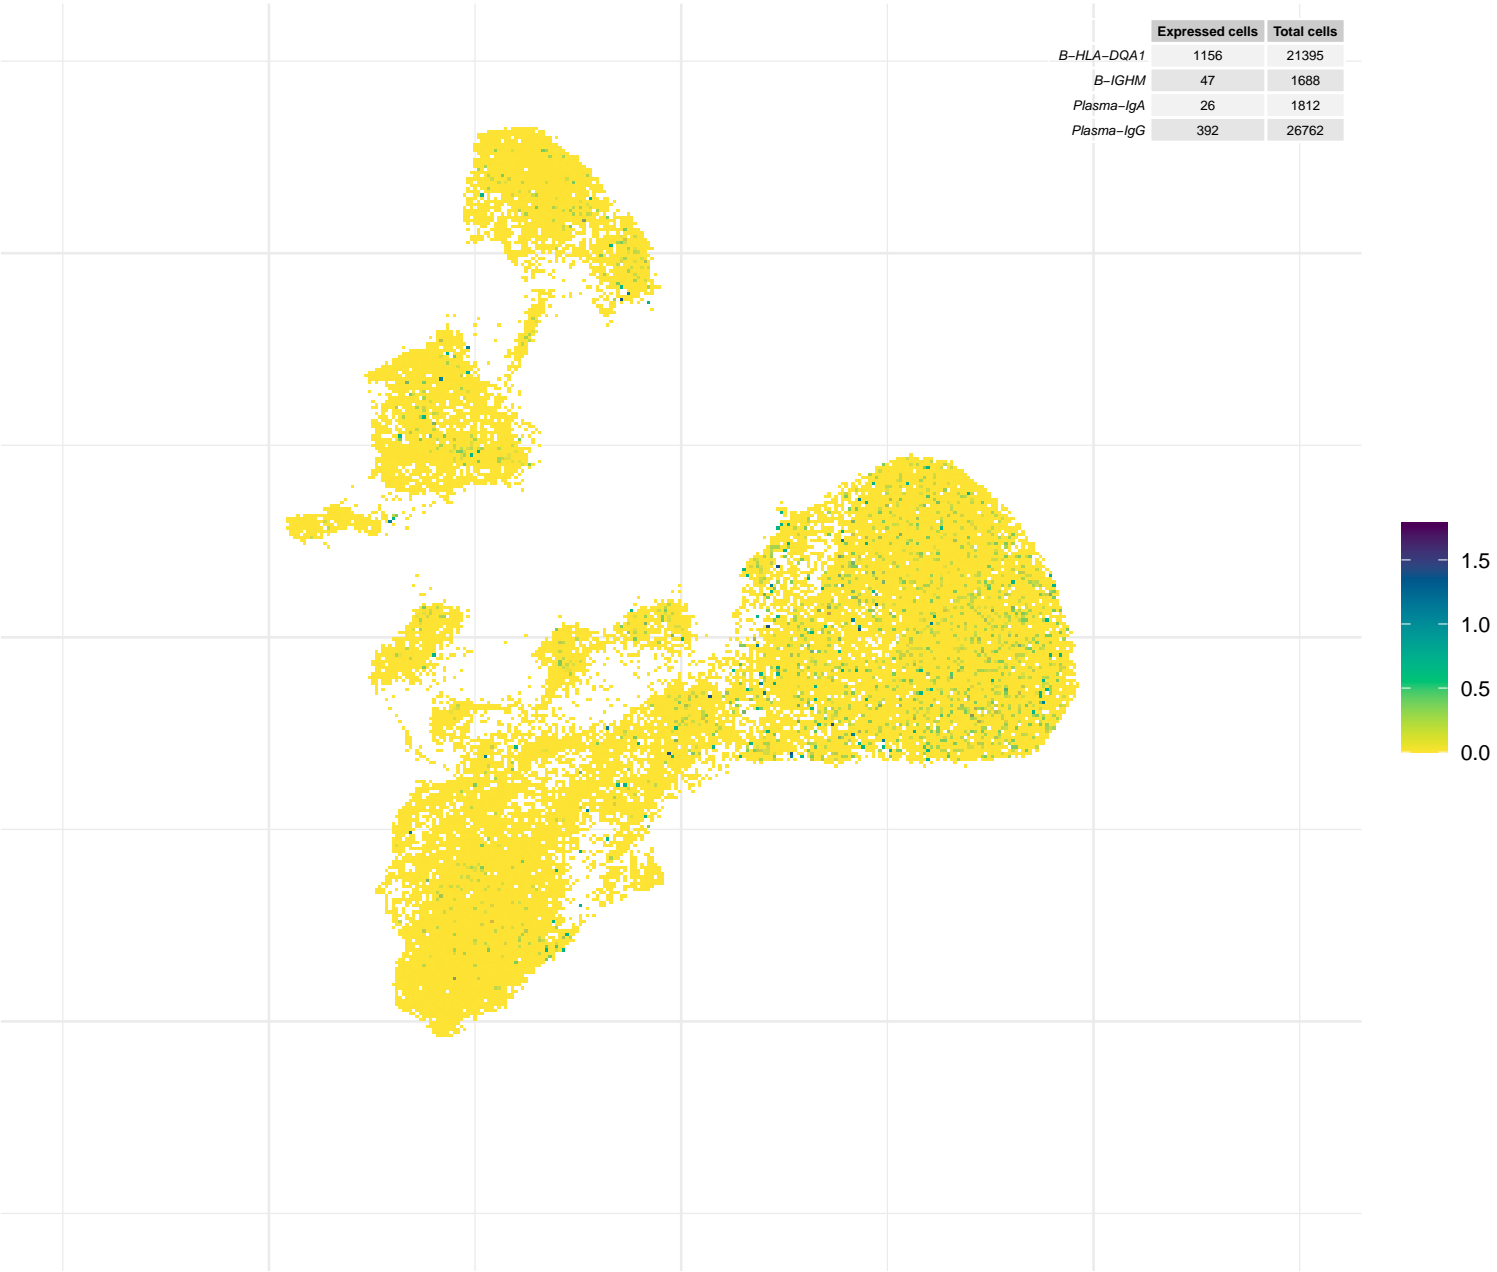 Expressed cells Total cells
B−HLA−DQA1 1156 21395
B−IGHM 47 1688
Plasma−IgA 26 1812
Plasma−IgG 392 26762
1.5
1.0
0.5
0.0